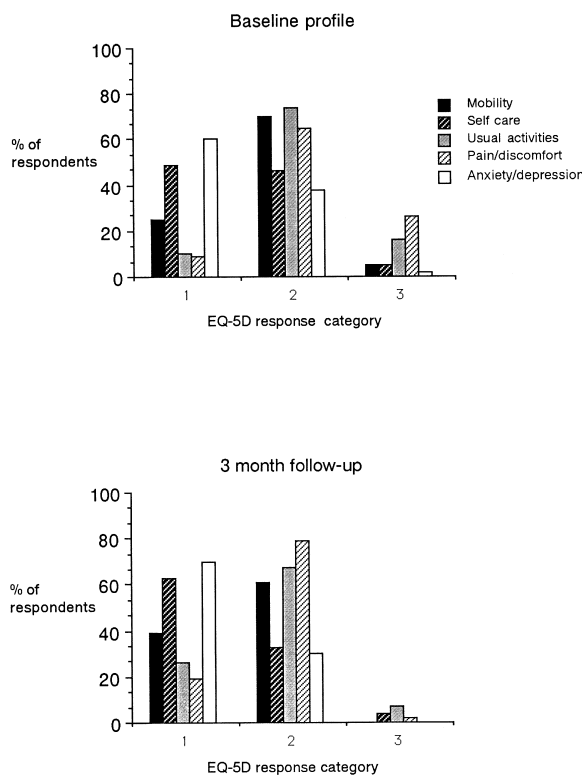 Baseline profile
100
80
% of
respondents
60
40
20
0
1
2
3
EQ-5D response category
Mobility
Self care
Usual activities
Pain/discomfort
Anxiety/depression
3 month follow-up
100
80
% of
respondents
60
40
20
0
1
2
3
EQ-5D response category